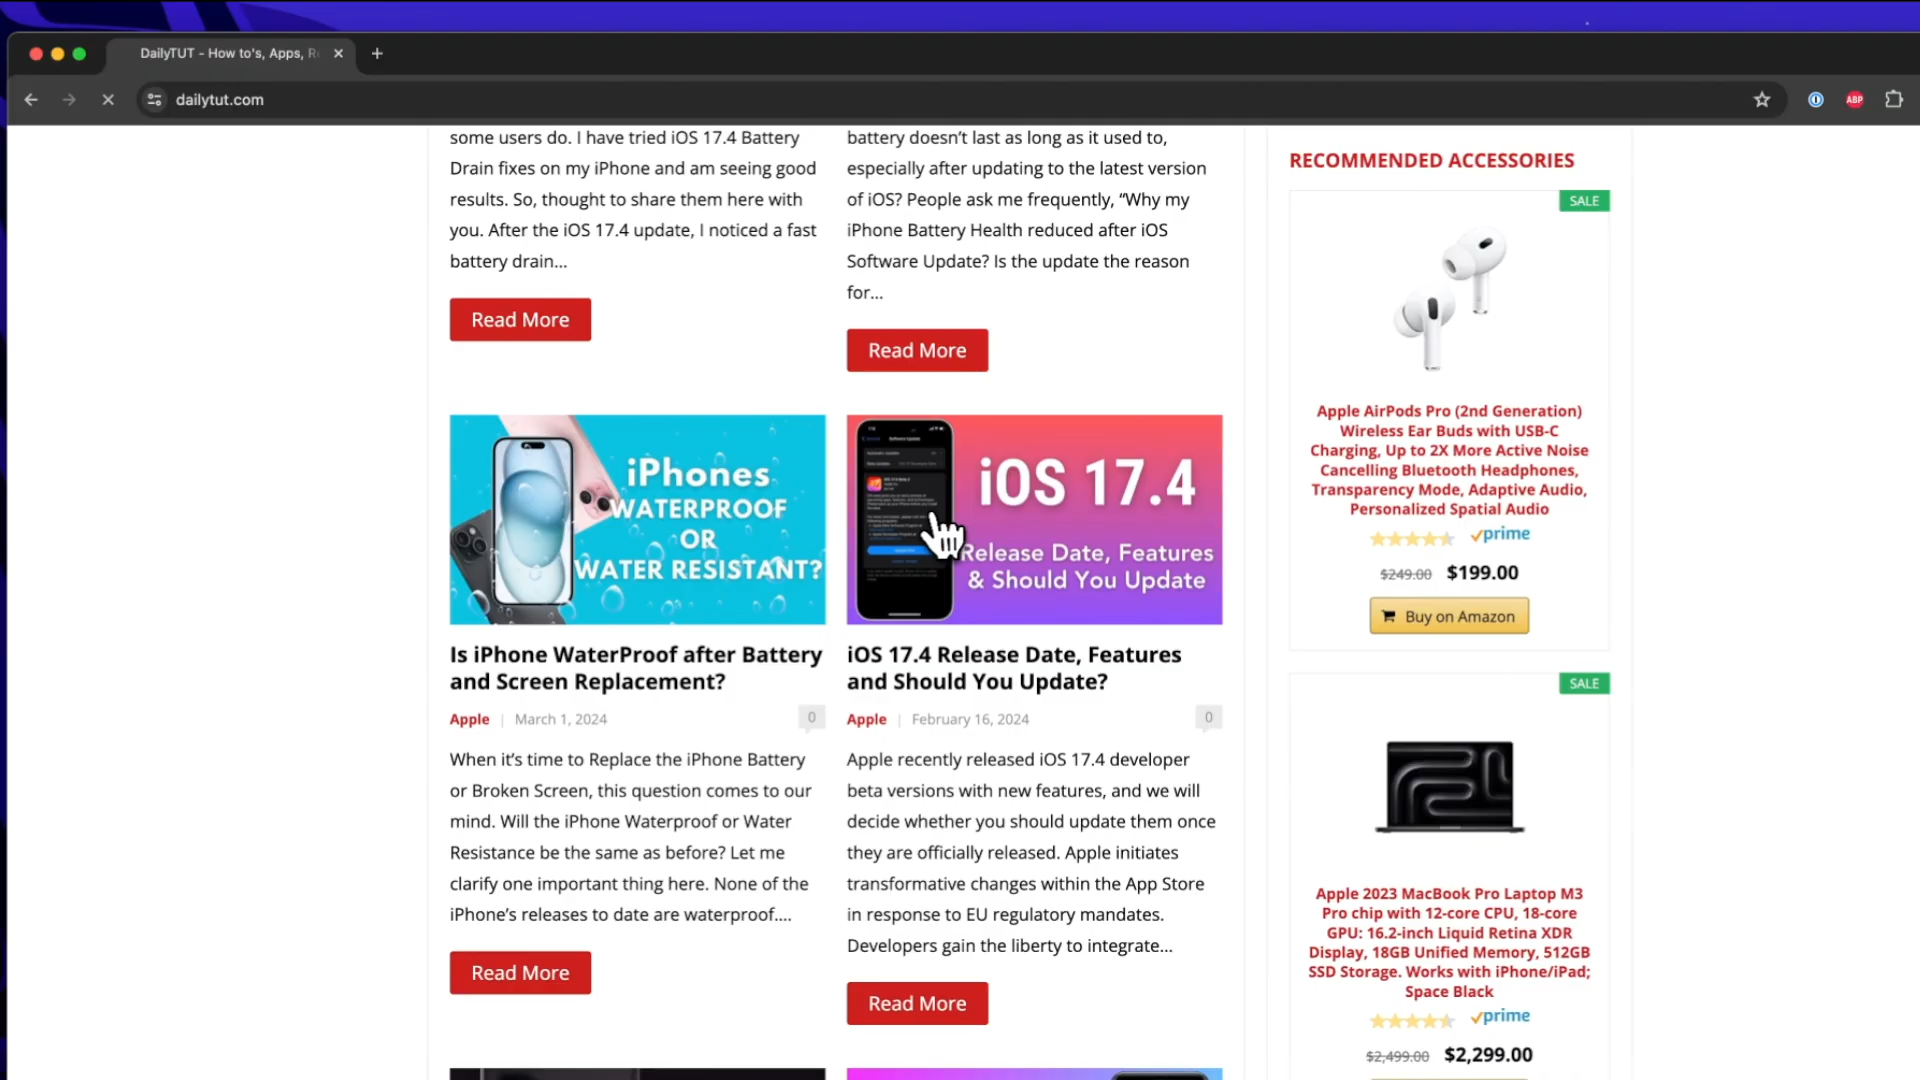 DailyTUT - How to's, Apps, R
dailytut.com
ABP
some users do. I have tried iOS 17.4 Battery
Drain fixes on my iPhone and am seeing good
results. So, thought to share them here with
you. After the iOS 17.4 update, I noticed a fast
battery drain...
Read More
battery doesn’t last as long as it used to,
especially after updating to the latest version
of iOS? People ask me frequently, “Why my
iPhone Battery Health reduced after iOS
Software Update? Is the update the reason
for...
Read More
iPhones
WATERPROOF
OR
WATER RESISTANT?
Is iPhone WaterProof after Battery
and Screen Replacement?
Apple | March 1, 2024
0
When it’s time to Replace the iPhone Battery
or Broken Screen, this question comes to our
mind. Will the iPhone Waterproof or Water
Resistance be the same as before? Let me
clarify one important thing here. None of the
iPhone’s releases to date are waterproof....
Read More
iOS 17.4
Release Date, Features
& Should You Update
iOS 17.4 Release Date, Features
and Should You Update?
Apple | February 16, 2024
0
Apple recently released iOS 17.4 developer
beta versions with new features, and we will
decide whether you should update them once
they are officially released. Apple initiates
transformative changes within the App Store
in response to EU regulatory mandates.
Developers gain the liberty to integrate...
Read More
RECOMMENDED ACCESSORIES
SALE
Apple AirPods Pro (2nd Generation)
Wireless Ear Buds with USB-C
Charging, Up to 2X More Active Noise
Cancelling Bluetooth Headphones,
Transparency Mode, Adaptive Audio,
Personalized Spatial Audio
prime
$249.00 $199.00
Buy on Amazon
SALE
Apple 2023 MacBook Pro Laptop M3
Pro chip with 12-core CPU, 18-core
GPU: 16.2-inch Liquid Retina XDR
Display, 18GB Unified Memory, 512GB
SSD Storage. Works with iPhone/iPad;
Space Black
prime
$2,499.00 $2,299.00